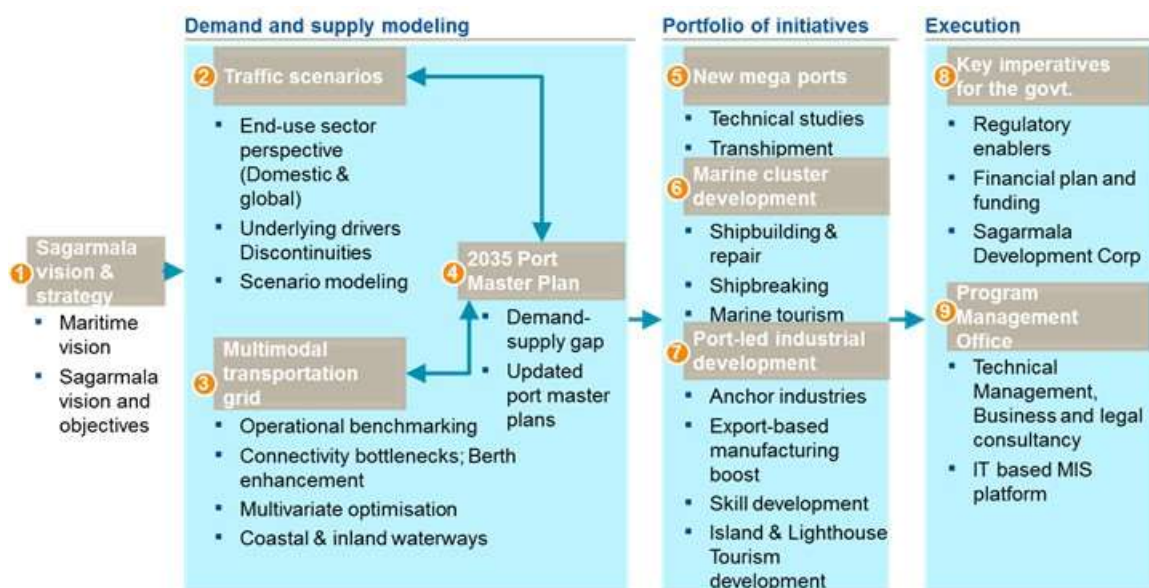 Demand and supply modeling
Portfolio of initiatives
Execution
1
Sagarmala
vision &
strategy
Maritime
vision
Sagarmala
vision and
objectives
2
Traffic scenarios
End-use sector
perspective
(Domestic &
global)
Underlying drivers
Discontinuities
Scenario modeling
3
Multimodal
transportation
grid
Operational benchmarking
Connectivity bottlenecks; Berth
enhancement
Multivariate optimisation
Coastal & inland waterways
4
2035 Port
Master Plan
Demand-
supply gap
Updated
port master
plans
5
New mega ports
Technical studies
Transhipment
6
Marine cluster
development
Shipbuilding &
repair
Shipbreaking
Marine tourism
7
Port-led industrial
development
Anchor industries
Export-based
manufacturing
boost
Skill development
Island & Lighthouse
Tourism
development
8
Key imperatives
for the govt.
Regulatory
enablers
Financial plan and
funding
Sagarmala
Development Corp
9
Program
Management
Office
Technical
Management,
Business and legal
consultancy
IT based MIS
platform